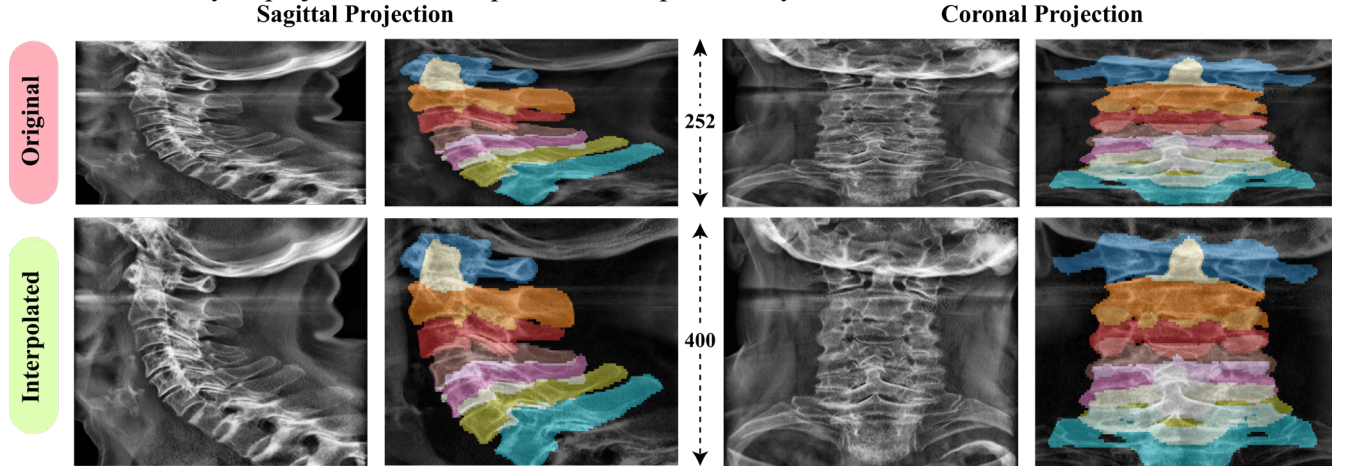 Sagittal Projection
Coronal Projection
Original
252
Interpolated
400